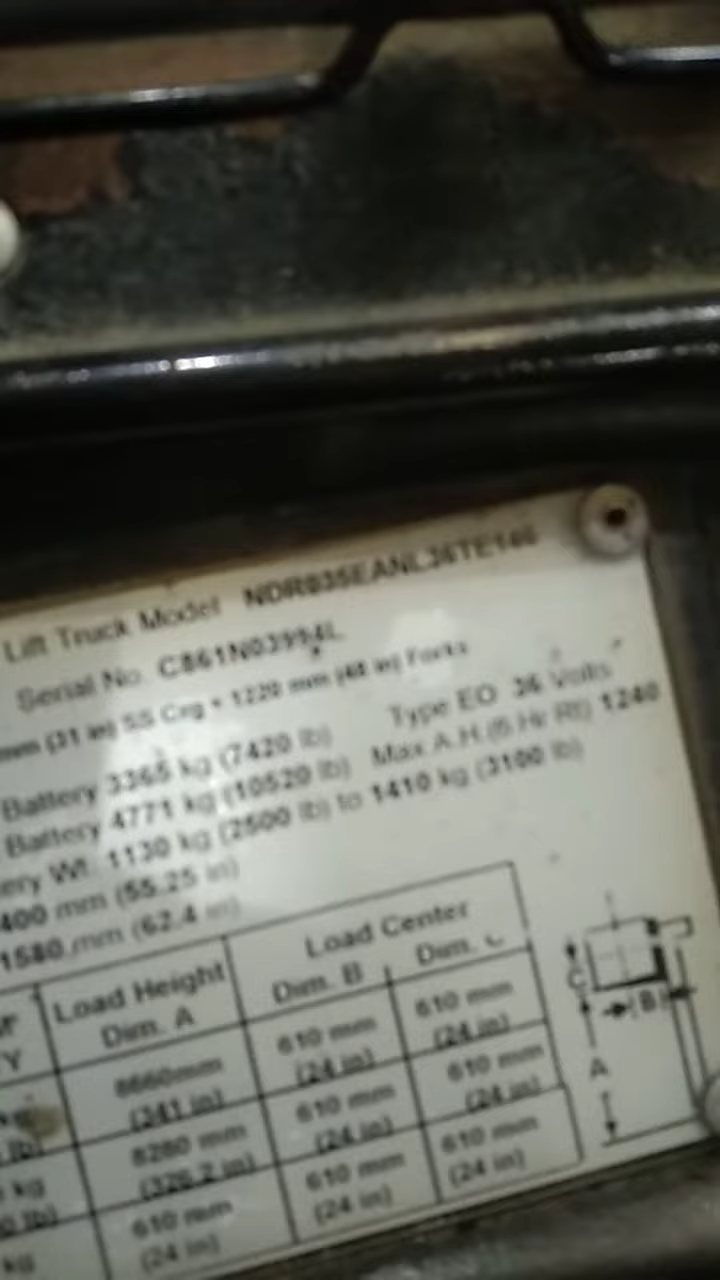 Lift Truck Model NDR035EANL36TE140
Serial No. C861N03994L
mm (31 in) SS Crg + 1220 mm (48 in) Forks
Battery 3365 kg (7420 lb) Type EO 36 Volts
Battery 4771 kg (10520 lb) Max A.H.(6 Hr Rt) 1240
ery Wt. 1130 kg (2500 lb) to 1410 kg (3100 lb)
400 mm (55.25 in)
1580 mm (62.4 in)
Load Height Load Center
Dim. A Dim. B Dim. C
Y
8660mm 610 mm 610 mm
(341 in) (24 in) (24 in)
kg 8280 mm 610 mm 610 mm
lb) (326.2 in) (24 in) (24 in)
kg 610 mm 610 mm 610 mm
lb) (24 in) (24 in) (24 in)
kg
C
B
A